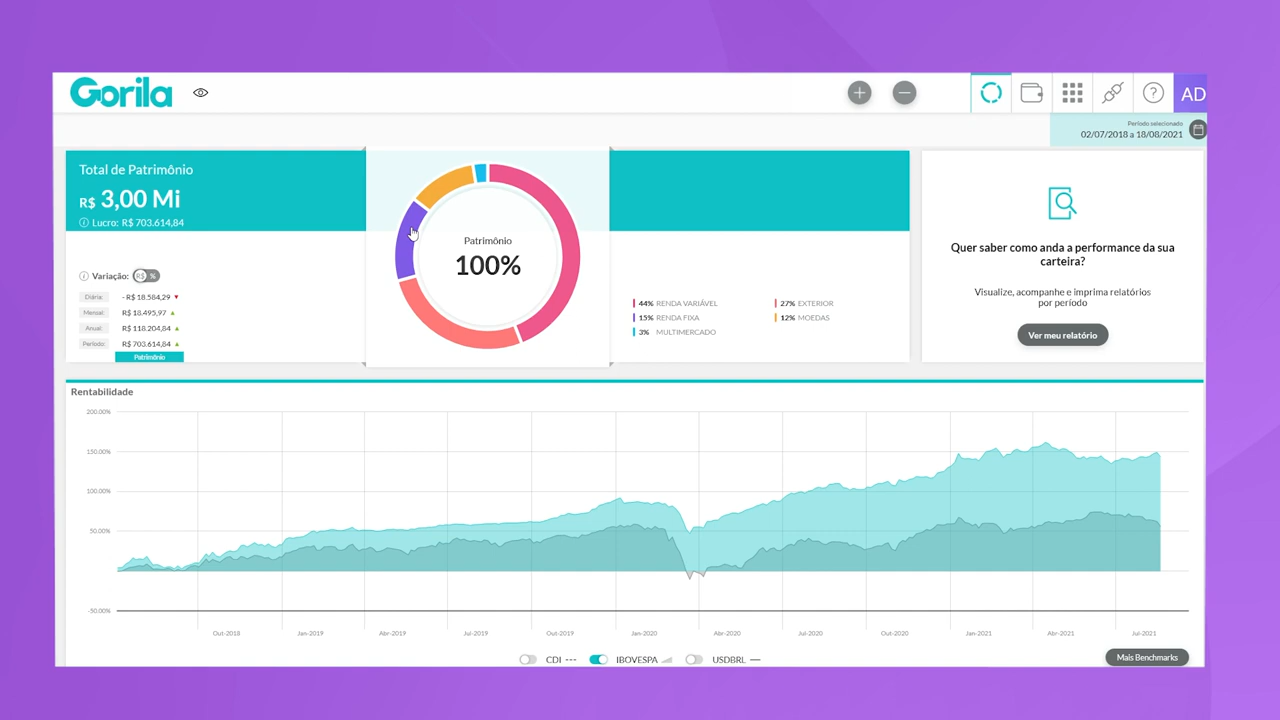 Gorila
AD
Período selecionado
02/07/2018 a 18/08/2021
Total de Patrimônio
R$ 3,00 Mi
Lucro: R$ 703.614,84
Variação: R$ %
Diária: - R$ 18.584,29
Mensal: R$ 18.495,97
Anual: R$ 118.204,84
Período: R$ 703.614,84
Patrimônio
Patrimônio
100%
44% RENDA VARIÁVEL
27% EXTERIOR
15% RENDA FIXA
12% MOEDAS
3% MULTIMERCADO
Quer saber como anda a performance da sua
carteira?
Visualize, acompanhe e imprima relatórios
por período
Ver meu relatório
Rentabilidade
200.00%
150.00%
100.00%
50.00%
-50.00%
Out-2018 Jan-2019 Abr-2019 Jul-2019 Out-2019 Jan-2020 Abr-2020 Jul-2020 Out-2020 Jan-2021 Abr-2021 Jul-2021
CDI IBOVESPA USDBRL
Mais Benchmarks